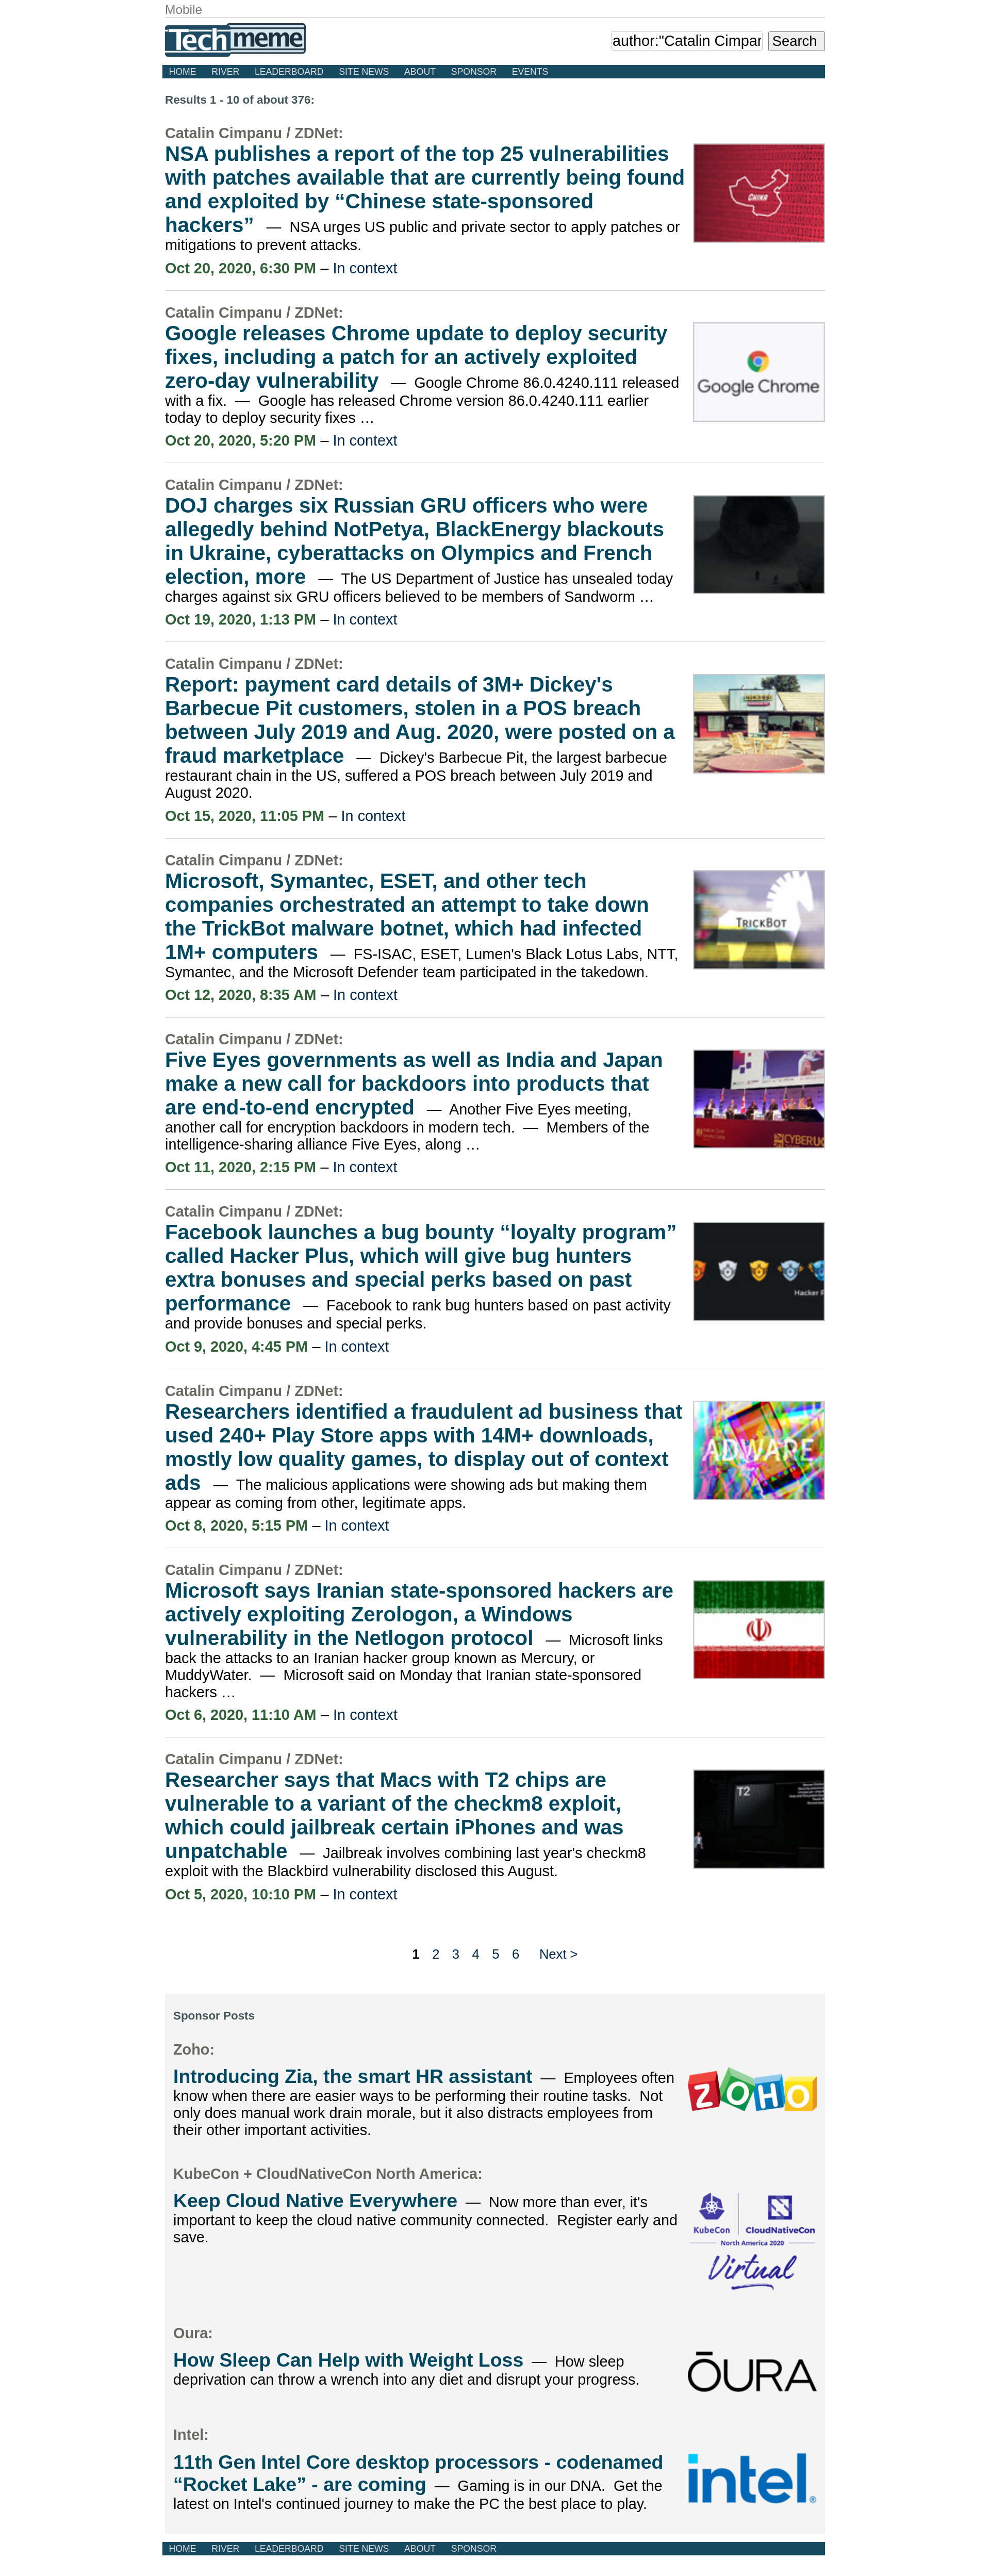 Mobile
Techmeme
author:"Catalin Cimpar
Search
HOME RIVER LEADERBOARD SITE NEWS ABOUT SPONSOR EVENTS
Results 1 - 10 of about 376:
Catalin Cimpanu / ZDNet:
NSA publishes a report of the top 25 vulnerabilities
with patches available that are currently being found
and exploited by “Chinese state-sponsored
hackers” — NSA urges US public and private sector to apply patches or
mitigations to prevent attacks.
CHINA
Oct 20, 2020, 6:30 PM – In context
Catalin Cimpanu / ZDNet:
Google releases Chrome update to deploy security
fixes, including a patch for an actively exploited
zero-day vulnerability — Google Chrome 86.0.4240.111 released
with a fix. — Google has released Chrome version 86.0.4240.111 earlier
today to deploy security fixes …
Google Chrome
Oct 20, 2020, 5:20 PM – In context
Catalin Cimpanu / ZDNet:
DOJ charges six Russian GRU officers who were
allegedly behind NotPetya, BlackEnergy blackouts
in Ukraine, cyberattacks on Olympics and French
election, more — The US Department of Justice has unsealed today
charges against six GRU officers believed to be members of Sandworm …
Oct 19, 2020, 1:13 PM – In context
Catalin Cimpanu / ZDNet:
Report: payment card details of 3M+ Dickey's
Barbecue Pit customers, stolen in a POS breach
between July 2019 and Aug. 2020, were posted on a
fraud marketplace — Dickey's Barbecue Pit, the largest barbecue
restaurant chain in the US, suffered a POS breach between July 2019 and
August 2020.
Oct 15, 2020, 11:05 PM – In context
Catalin Cimpanu / ZDNet:
Microsoft, Symantec, ESET, and other tech
companies orchestrated an attempt to take down
the TrickBot malware botnet, which had infected
1M+ computers — FS-ISAC, ESET, Lumen's Black Lotus Labs, NTT,
Symantec, and the Microsoft Defender team participated in the takedown.
TRICKBOT
Oct 12, 2020, 8:35 AM – In context
Catalin Cimpanu / ZDNet:
Five Eyes governments as well as India and Japan
make a new call for backdoors into products that
are end-to-end encrypted — Another Five Eyes meeting,
another call for encryption backdoors in modern tech. — Members of the
intelligence-sharing alliance Five Eyes, along …
CYBERUK
Oct 11, 2020, 2:15 PM – In context
Catalin Cimpanu / ZDNet:
Facebook launches a bug bounty “loyalty program”
called Hacker Plus, which will give bug hunters
extra bonuses and special perks based on past
performance — Facebook to rank bug hunters based on past activity
and provide bonuses and special perks.
Hacker P
Oct 9, 2020, 4:45 PM – In context
Catalin Cimpanu / ZDNet:
Researchers identified a fraudulent ad business that
used 240+ Play Store apps with 14M+ downloads,
mostly low quality games, to display out of context
ads — The malicious applications were showing ads but making them
appear as coming from other, legitimate apps.
ADWARE
Oct 8, 2020, 5:15 PM – In context
Catalin Cimpanu / ZDNet:
Microsoft says Iranian state-sponsored hackers are
actively exploiting Zerologon, a Windows
vulnerability in the Netlogon protocol — Microsoft links
back the attacks to an Iranian hacker group known as Mercury, or
MuddyWater. — Microsoft said on Monday that Iranian state-sponsored
hackers …
Oct 6, 2020, 11:10 AM – In context
Catalin Cimpanu / ZDNet:
Researcher says that Macs with T2 chips are
vulnerable to a variant of the checkm8 exploit,
which could jailbreak certain iPhones and was
unpatchable — Jailbreak involves combining last year's checkm8
exploit with the Blackbird vulnerability disclosed this August.
T2
Oct 5, 2020, 10:10 PM – In context
1 2 3 4 5 6 Next >
Sponsor Posts
Zoho:
Introducing Zia, the smart HR assistant — Employees often
know when there are easier ways to be performing their routine tasks. Not
only does manual work drain morale, but it also distracts employees from
their other important activities.
ZOHO
KubeCon + CloudNativeCon North America:
Keep Cloud Native Everywhere — Now more than ever, it's
important to keep the cloud native community connected. Register early and
save.
KubeCon CloudNativeCon
North America 2020
Virtual
Oura:
How Sleep Can Help with Weight Loss — How sleep
deprivation can throw a wrench into any diet and disrupt your progress.
ŌURA
Intel:
11th Gen Intel Core desktop processors - codenamed
“Rocket Lake” - are coming — Gaming is in our DNA. Get the
latest on Intel's continued journey to make the PC the best place to play.
intel®
HOME RIVER LEADERBOARD SITE NEWS ABOUT SPONSOR